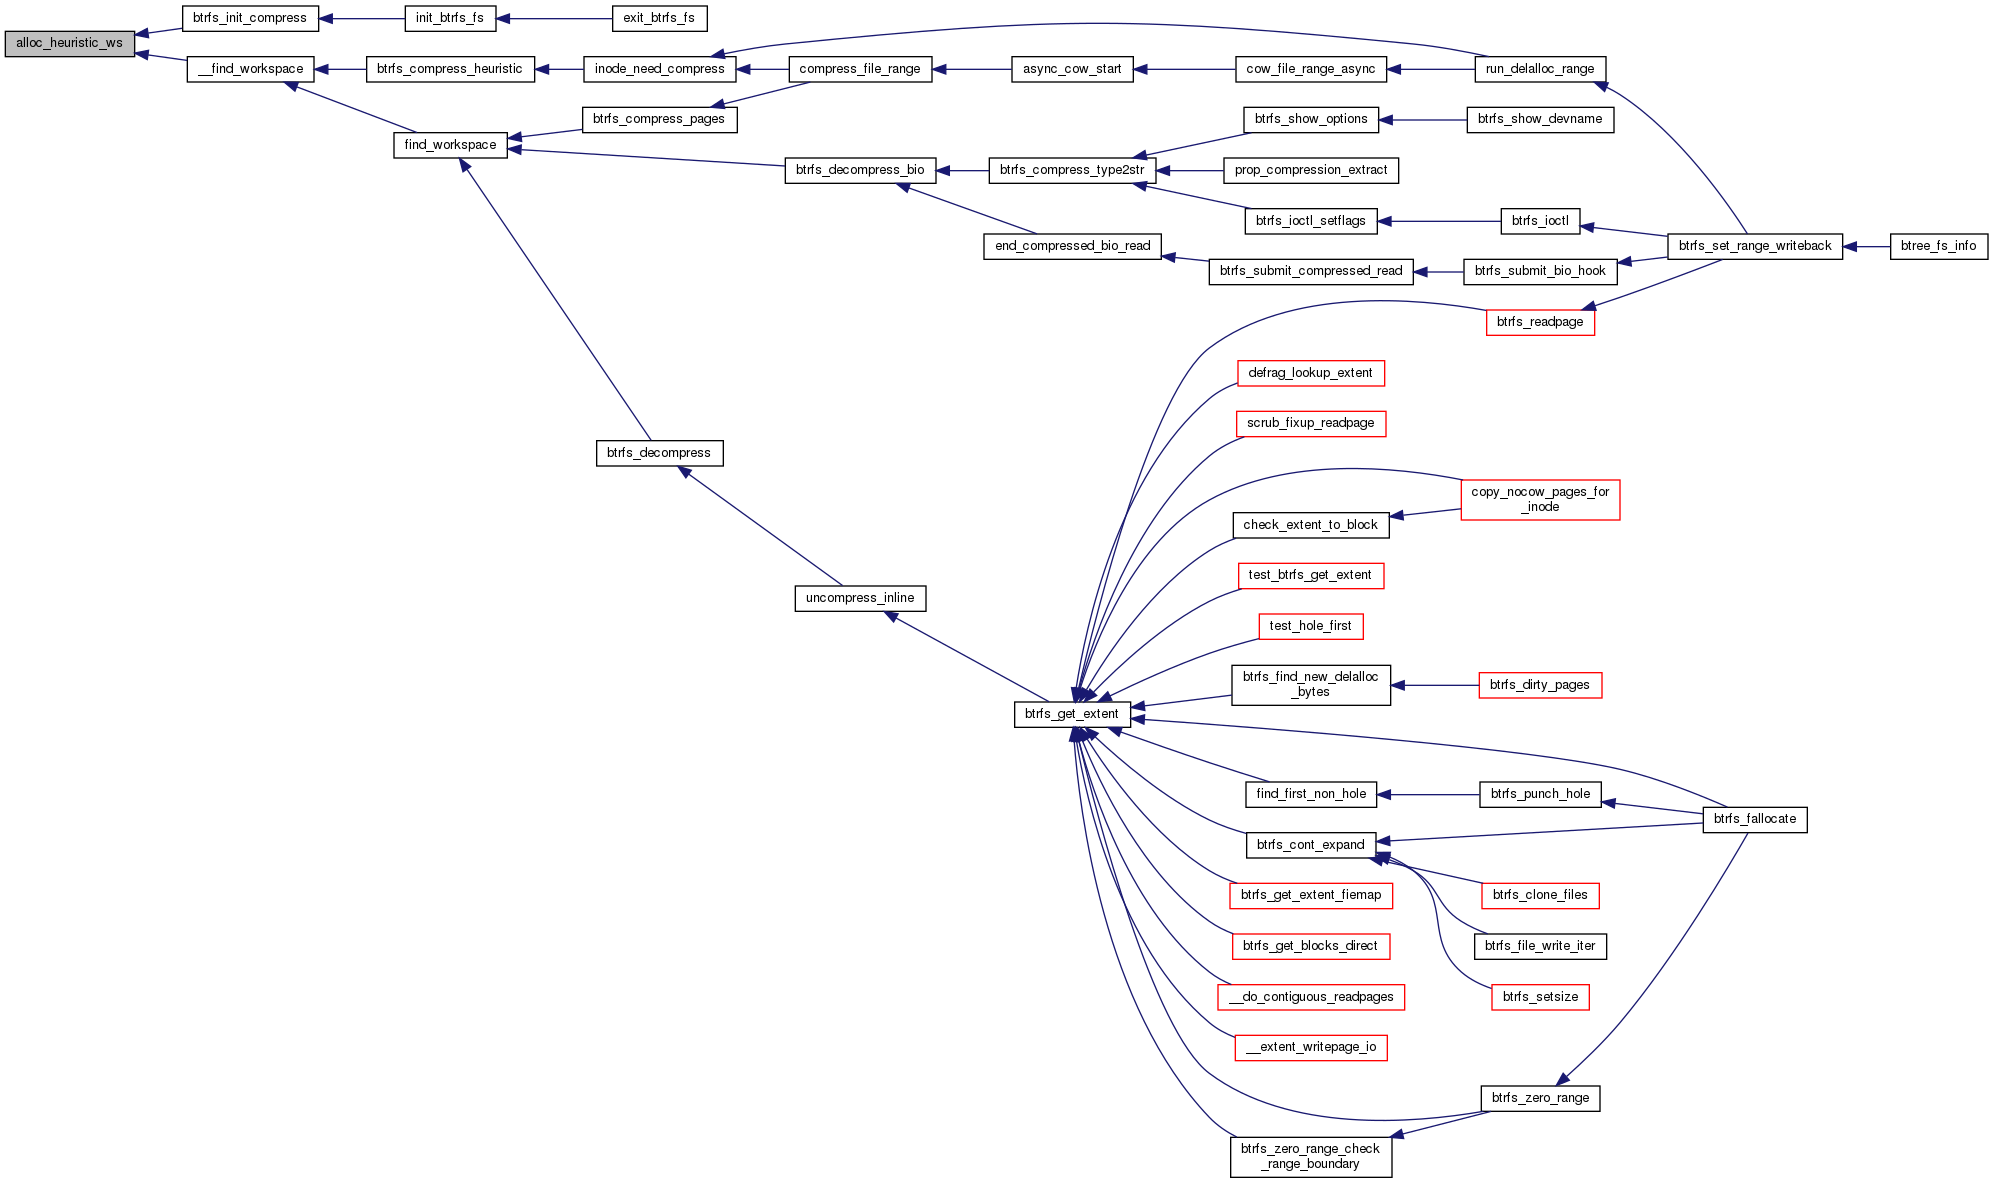 alloc_heuristic_ws
btrfs_init_compress
init_btrfs_fs
exit_btrfs_fs
__find_workspace
btrfs_compress_heuristic
inode_need_compress
compress_file_range
async_cow_start
cow_file_range_async
run_delalloc_range
btrfs_compress_pages
btrfs_show_options
btrfs_show_devname
find_workspace
btrfs_decompress_bio
btrfs_compress_type2str
prop_compression_extract
btrfs_ioctl_setflags
btrfs_ioctl
end_compressed_bio_read
btrfs_set_range_writeback
btree_fs_info
btrfs_submit_compressed_read
btrfs_submit_bio_hook
btrfs_readpage
defrag_lookup_extent
scrub_fixup_readpage
btrfs_decompress
copy_nocow_pages_for
_inode
check_extent_to_block
test_btrfs_get_extent
uncompress_inline
test_hole_first
btrfs_find_new_delalloc
_bytes
btrfs_dirty_pages
btrfs_get_extent
find_first_non_hole
btrfs_punch_hole
btrfs_fallocate
btrfs_cont_expand
btrfs_get_extent_fiemap
btrfs_clone_files
btrfs_get_blocks_direct
btrfs_file_write_iter
__do_contiguous_readpages
btrfs_setsize
__extent_writepage_io
btrfs_zero_range
btrfs_zero_range_check
_range_boundary